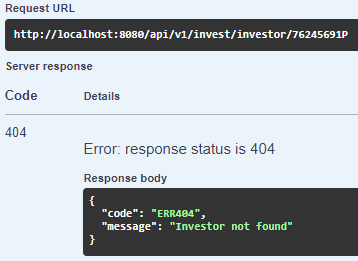 Request URL
http://localhost:8080/api/v1/invest/investor/76245691P
Server response
Code Details
404
Error: response status is 404
Response body
{
"code": "ERR404",
"message": "Investor not found"
}